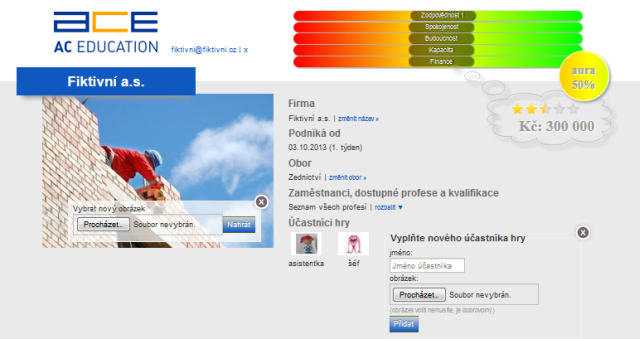 ace
AC EDUCATION
fiktivni@fiktivni.cz | x
Zodpovědnost 1
Spokojenost
Budoucnost
Kapacita
Finance
aura
50%
Kč: 300 000
Fiktivní a.s.
Firma
Fiktivní a.s. | změnit název »
Podniká od
03.10.2013 (1. týden)
Obor
Zednictví | změnit obor »
Zaměstnanci, dostupné profese a kvalifikace
Seznam všech profesí | rozbalit ▼
Účastníci hry
asistentka
šéf
Vybrat nový obrázek
Procházet.. Soubor nevybrán. Nahrát
x
Vyplňte nového účastníka hry
x
jméno:
Jméno účastníka
obrázek:
Procházet.. Soubor nevybrán.
(obrázek volit nemusíte, je dobrovolný)
Přidat